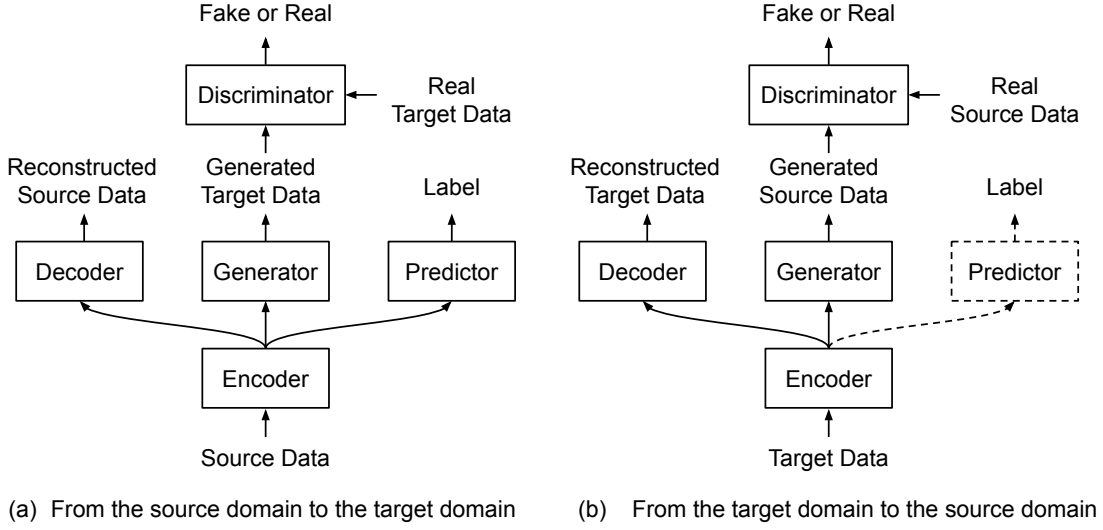 Fake or Real
Discriminator
Real
Target Data
Reconstructed
Source Data
Generated
Target Data
Label
Decoder
Generator
Predictor
Encoder
Source Data
(a) From the source domain to the target domain
Fake or Real
Discriminator
Real
Source Data
Reconstructed
Target Data
Generated
Source Data
Label
Decoder
Generator
Predictor
Encoder
Target Data
(b) From the target domain to the source domain